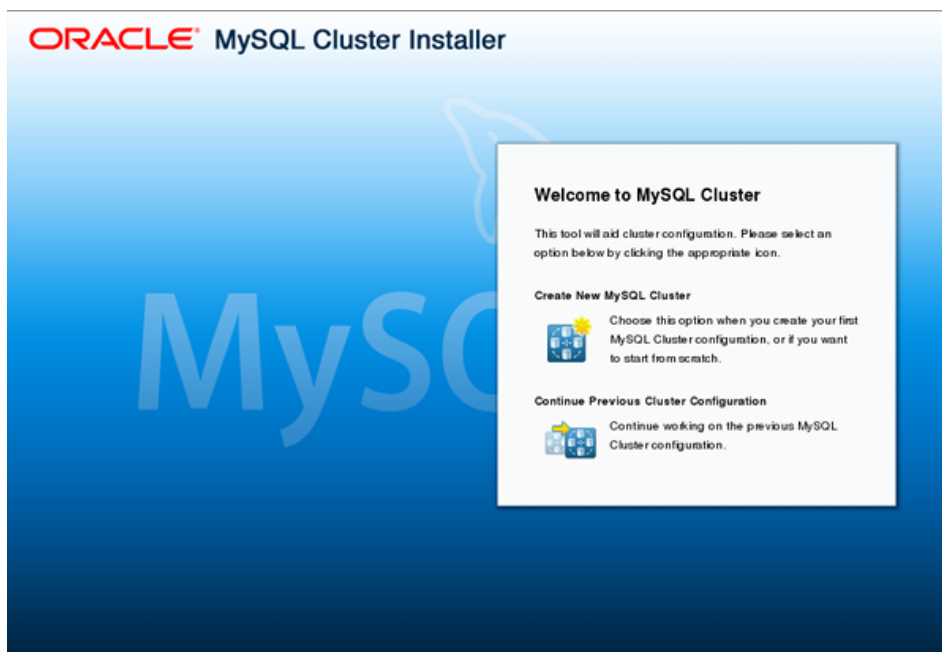 ORACLE® MySQL Cluster Installer
MySQ
Welcome to MySQL Cluster
This tool will aid cluster configuration. Please select an
option below by clicking the appropriate icon.
Create New MySQL Cluster
Choose this option when you create your first
MySQL Cluster configuration, or if you want
to start from scratch.
Continue Previous Cluster Configuration
Continue working on the previous MySQL
Cluster configuration.